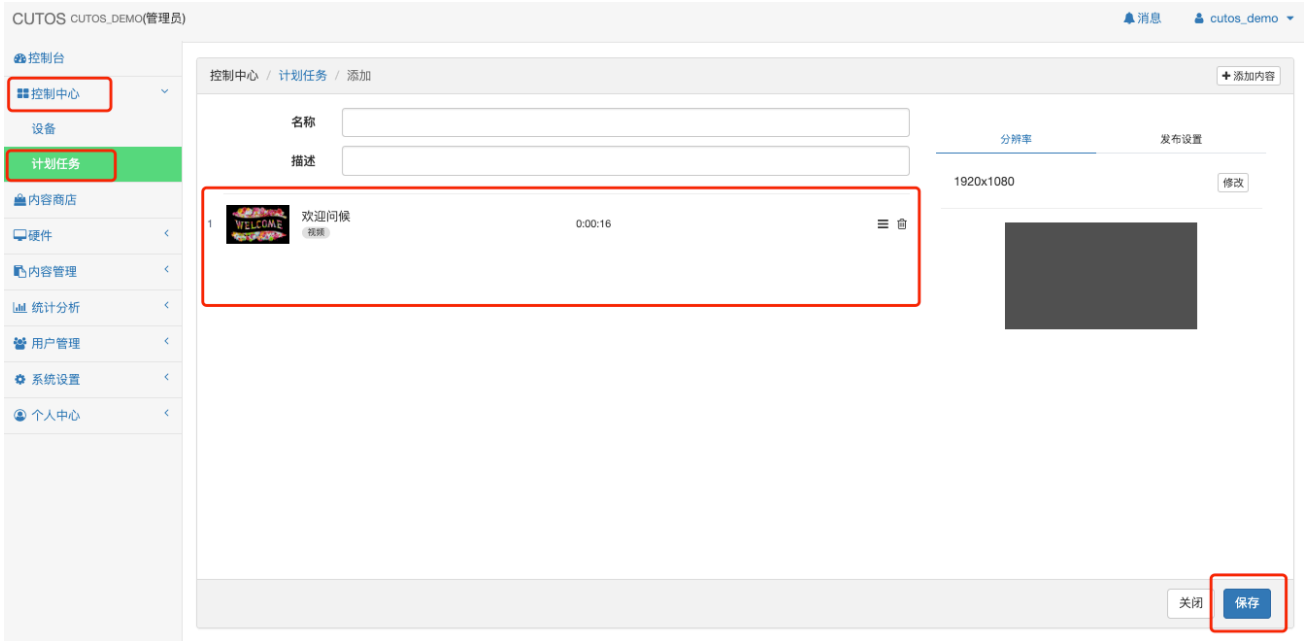 CUTOS CUTOS_DEMO(管理员)
消息
cutos_demo
控制台
控制中心
设备
计划任务
内容商店
硬件
内容管理
统计分析
用户管理
系统设置
个人中心
控制中心 / 计划任务 / 添加
添加内容
名称
描述
1
WELCOME
欢迎问候
视频
0:00:16
分辨率
发布设置
1920x1080
修改
关闭
保存